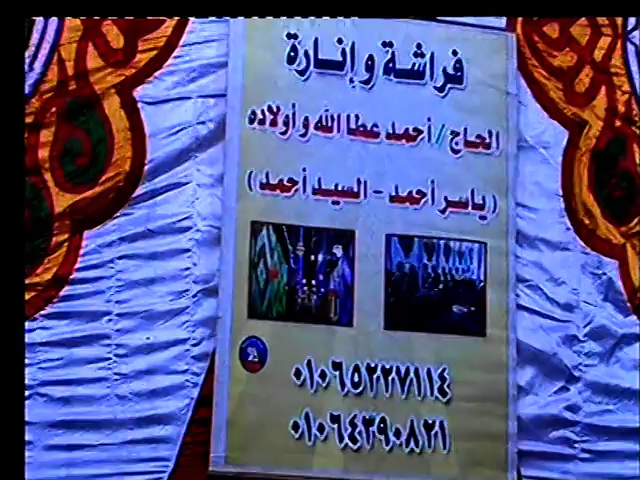 فراشة وإنارة
الحاج / أحمد عطا الله وأولاده
( ياسر أحمد - السيد أحمد )
٠١٠٦٥٢٢٧١١٤
٠١٠٦٤٣٩٠٨٢١